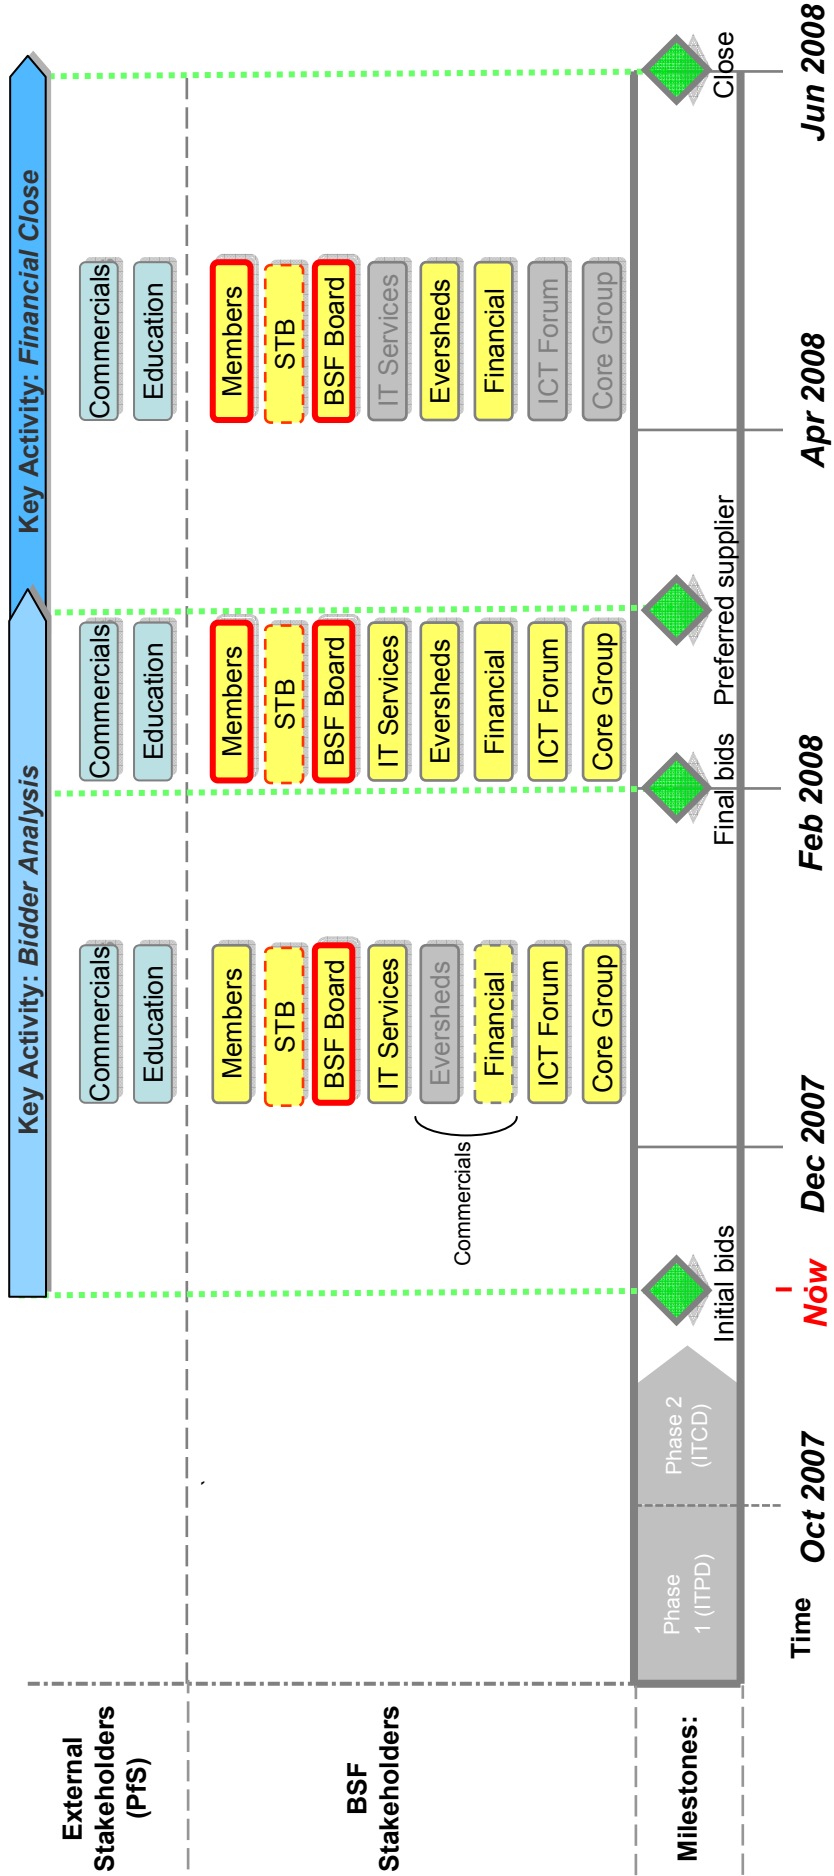 Key Activity: Bidder Analysis
Key Activity: Financial Close
External
Stakeholders
(PfS)
Commercials
Education
Commercials
Education
Commercials
Education
BSF
Stakeholders
Commercials
Members
STB
BSF Board
IT Services
Eversheds
Financial
ICT Forum
Core Group
Members
STB
BSF Board
IT Services
Eversheds
Financial
ICT Forum
Core Group
Members
STB
BSF Board
IT Services
Eversheds
Financial
ICT Forum
Core Group
Milestones:
Phase
1 (ITPD)
Phase 2
(ITCD)
Initial bids
Final bids
Preferred supplier
Close
Time
Oct 2007
Now
Dec 2007
Feb 2008
Apr 2008
Jun 2008